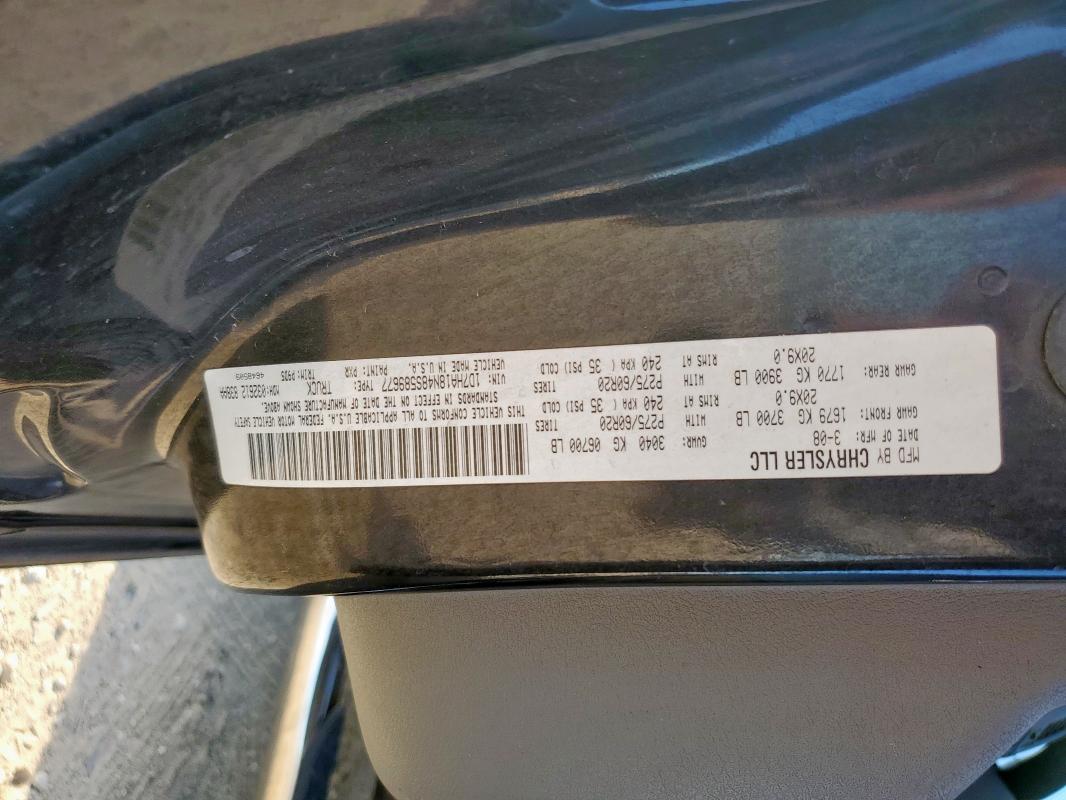 MFD BY CHRYSLER LLC
DATE OF MFR: 3-08 GVWR: 3040 KG 06700 LB
GAWR FRONT: 1679 KG 3700 LB WITH P275/60R20 TIRES
20X9.0 RIMS AT 240 KPA ( 35 PSI) COLD
GAWR REAR: 1770 KG 3900 LB WITH P275/60R20 TIRES
20X9.0 RIMS AT 240 KPA ( 35 PSI) COLD
THIS VEHICLE CONFORMS TO ALL APPLICABLE U.S.A. FEDERAL MOTOR VEHICLE SAFETY
STANDARDS IN EFFECT ON THE DATE OF MANUFACTURE SHOWN ABOVE.
VIN: 1D7HA18N48S589677 TYPE: TRUCK MDH:032612 838AA
PAINT: PXR TRIM: P9D5
VEHICLE MADE IN U.S.A. 4648509